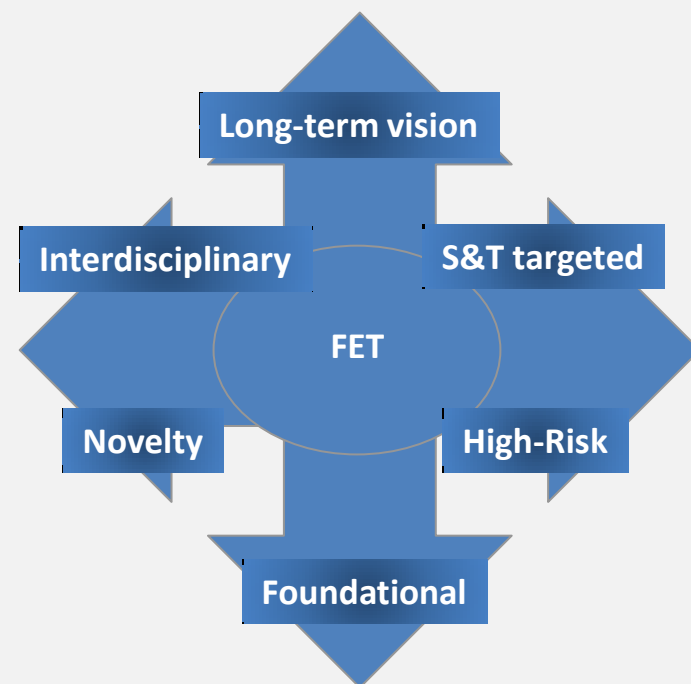 Long-term vision
Interdisciplinary
S&T targeted
FET
Novelty
High-Risk
Foundational